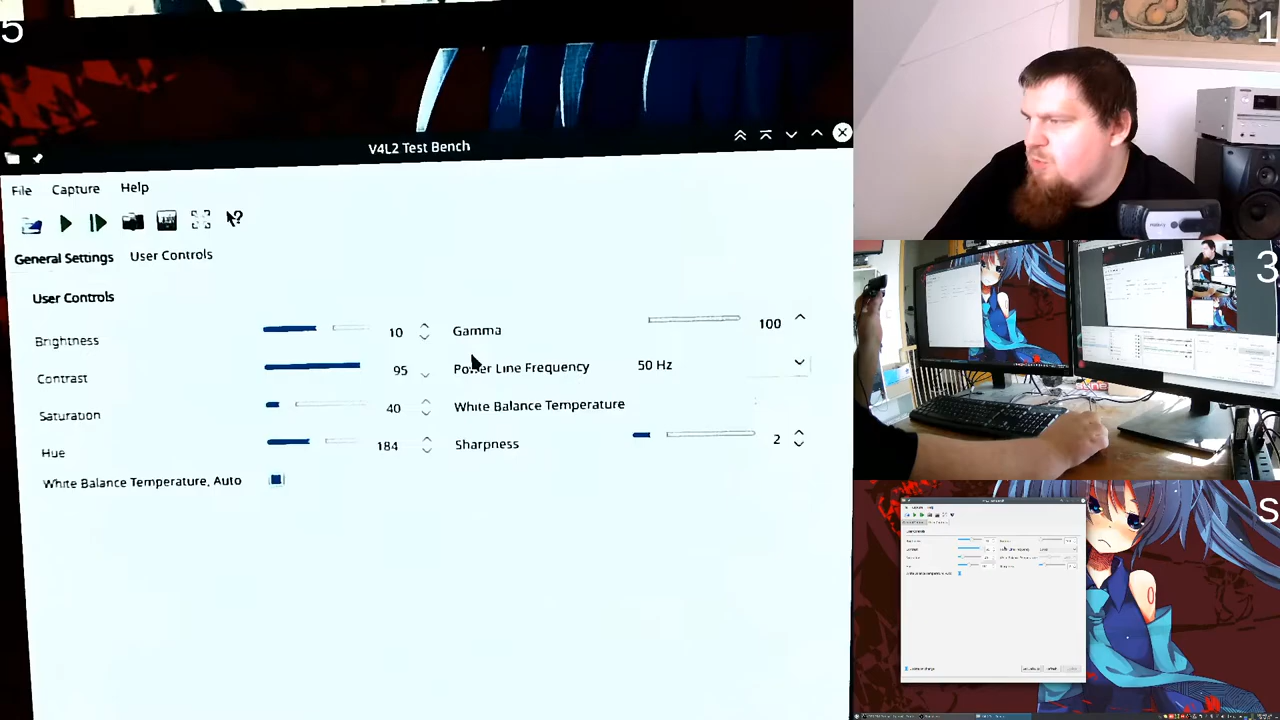 5
1
V4L2 Test Bench
File Capture Help
General Settings User Controls
User Controls
Brightness 10 Gamma 100
Contrast 95 Power Line Frequency 50 Hz
Saturation 40 White Balance Temperature
Hue 184 Sharpness 2
White Balance Temperature, Auto
3
S